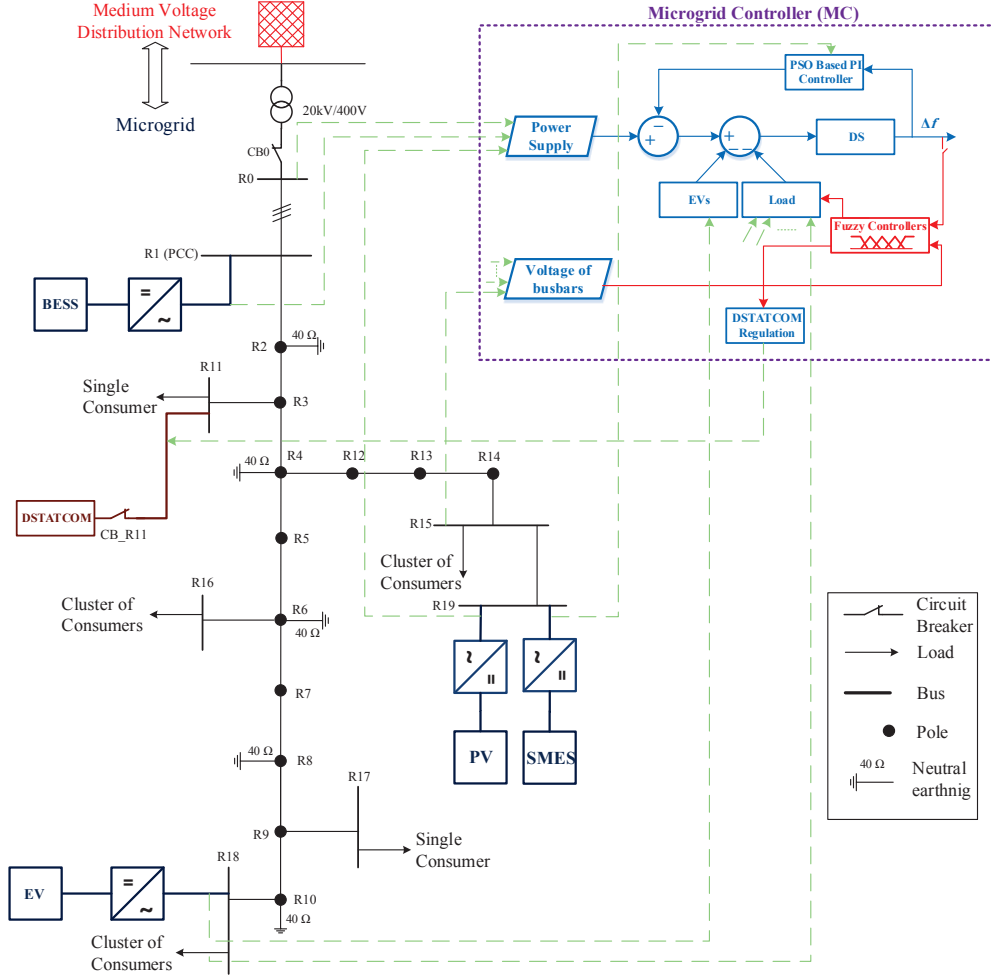 Medium Voltage
Distribution Network
Microgrid
20kV/400V
CB0
R0
R1 (PCC)
BESS
=
~
R2
40 Ω
R11
Single
Consumer
R3
R4
40 Ω
R12
R13
R14
DSTATCOM
CB_R11
R5
R15
Cluster of
Consumers
R16
Cluster of
Consumers
R6
40 Ω
R19
~
=
~
=
PV
SMES
R7
40 Ω
R8
R17
R9
Single
Consumer
R18
EV
=
~
R10
40 Ω
Cluster of
Consumers
Microgrid Controller (MC)
PSO Based PI
Controller
Power
Supply
−
+
+
− −
DS
Δf
EVs
Load
........
Fuzzy Controllers
Voltage of
busbars
DSTATCOM
Regulation
Circuit
Breaker
Load
Bus
Pole
40 Ω
Neutral
earthnig